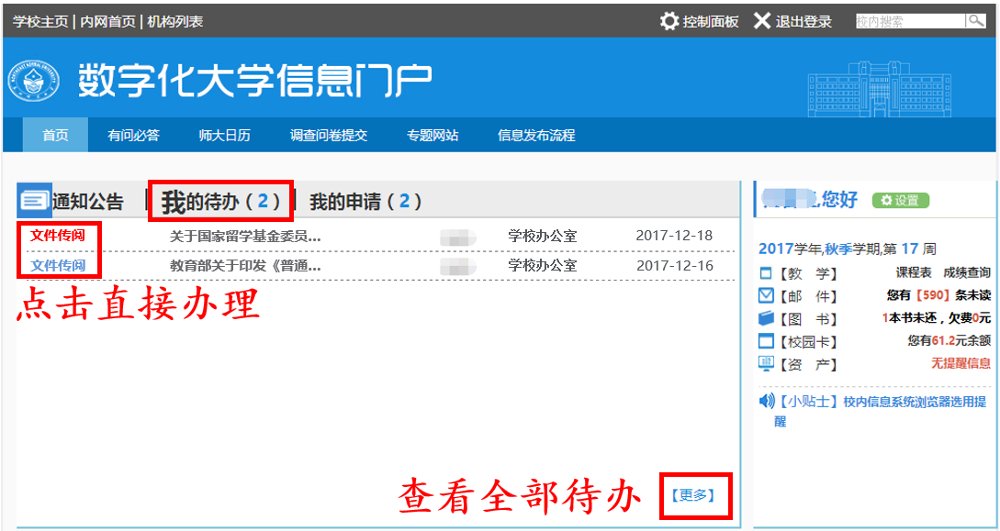 学校主页 | 内网首页 | 机构列表 控制面板 退出登录 校内搜索
数字化大学信息门户
首页 有问必答 师大日历 调查问卷提交 专题网站 信息发布流程
通知公告 我的待办（2） 我的申请（2）
文件传阅 关于国家留学基金委员... 学校办公室 2017-12-18
文件传阅 教育部关于印发《普通... 学校办公室 2017-12-16
点击直接办理
查看全部待办 【更多】
,您好 设置
2017学年,秋季学期,第 17 周
【教 学】 课程表 成绩查询
【邮 件】 您有【590】条未读
【图 书】 1本书未还，欠费0元
【校园卡】 您有61.2元余额
【资 产】 无提醒信息
【小贴士】校内信息系统浏览器选用提
醒